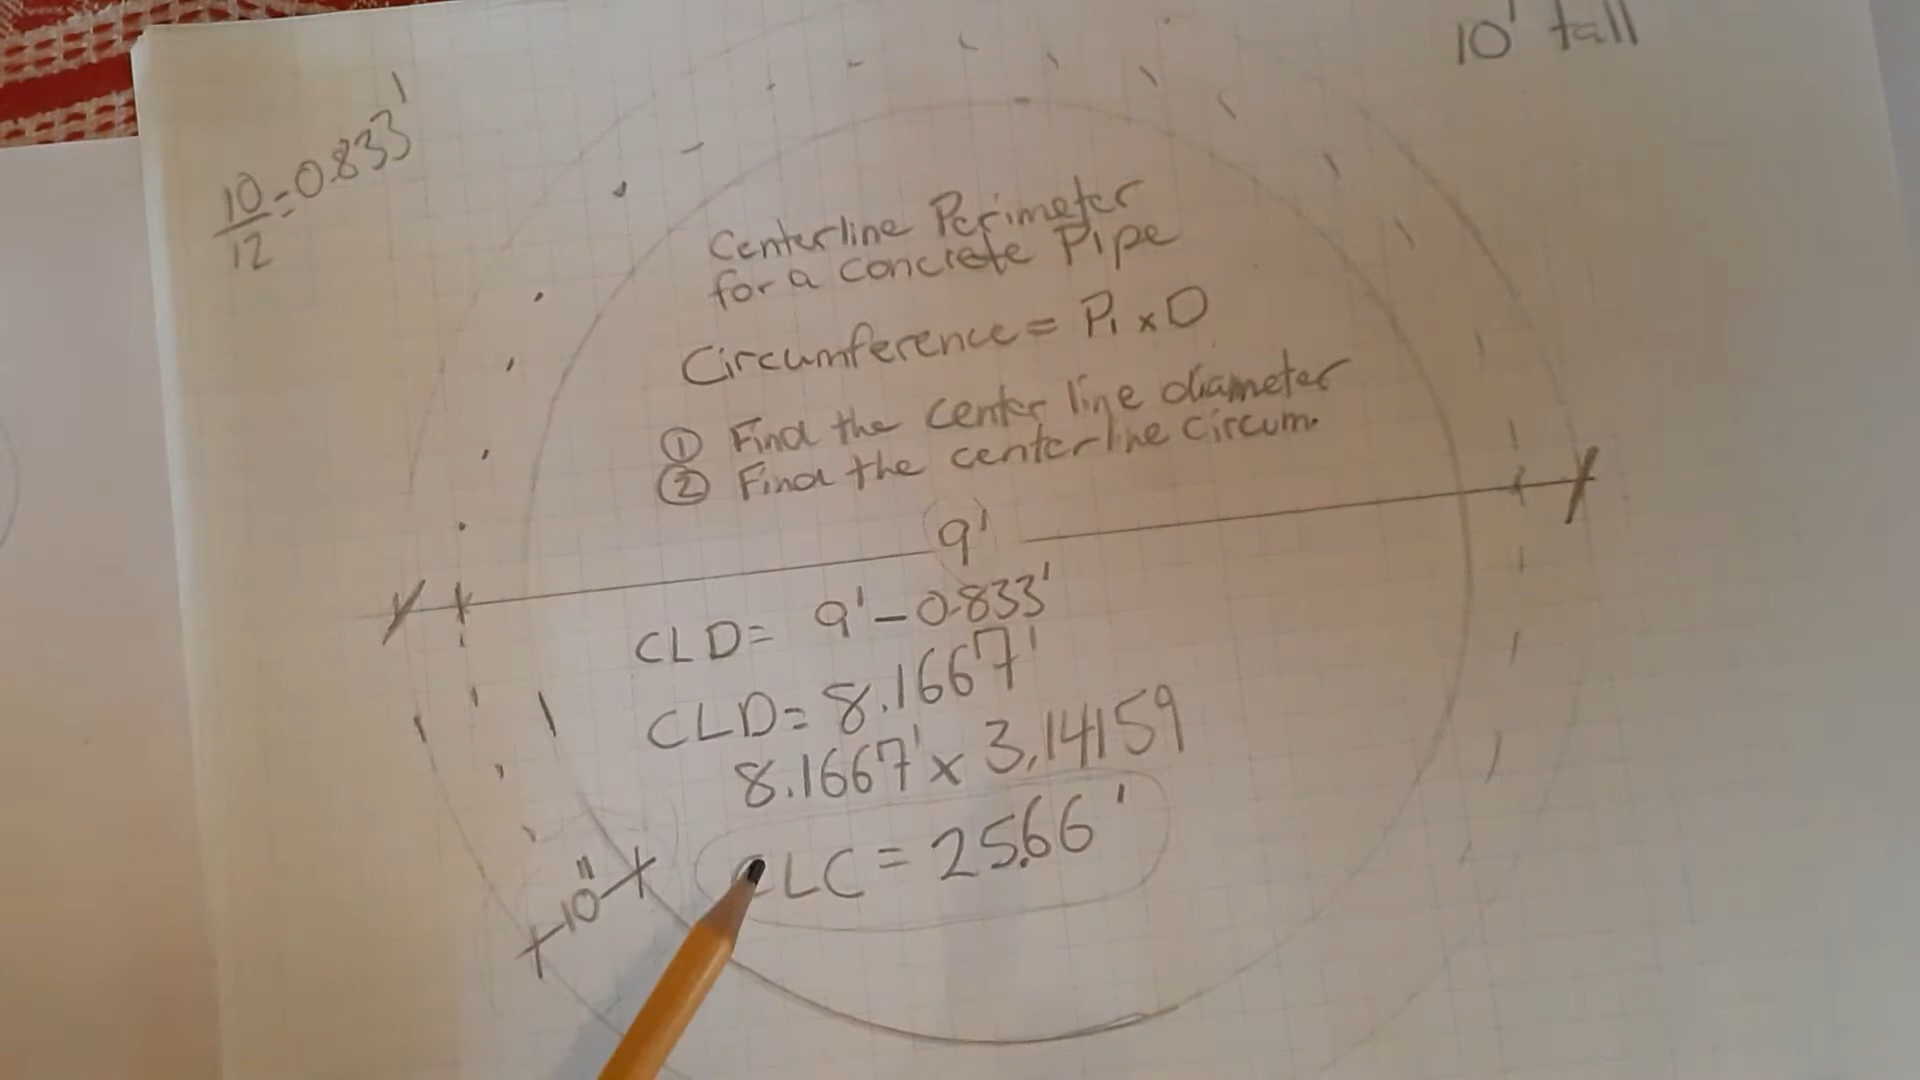 10' tall
10/12 = 0.833'
Centerline Perimeter
for a concrete Pipe
Circumference = Pi x D
① Find the center line diameter
② Find the centerline circum.
9'
CLD = 9' - 0.833'
CLD = 8.1667'
8.1667' x 3.14159
CLC = 25.66'
10"